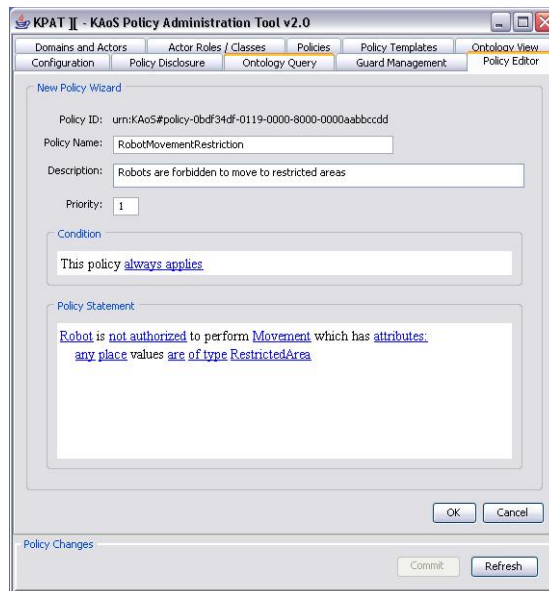 KPAT ][ - KAoS Policy Administration Tool v2.0
Domains and Actors Actor Roles / Classes Policies Policy Templates Ontology View
Configuration Policy Disclosure Ontology Query Guard Management Policy Editor
New Policy Wizard
Policy ID: urn:KAoS#policy-0bdf34df-0119-0000-8000-0000aabbccdd
Policy Name: RobotMovementRestriction
Description: Robots are forbidden to move to restricted areas
Priority: 1
Condition
This policy always applies
Policy Statement
Robot is not authorized to perform Movement which has attributes:
any place values are of type RestrictedArea
OK Cancel
Policy Changes
Commit Refresh